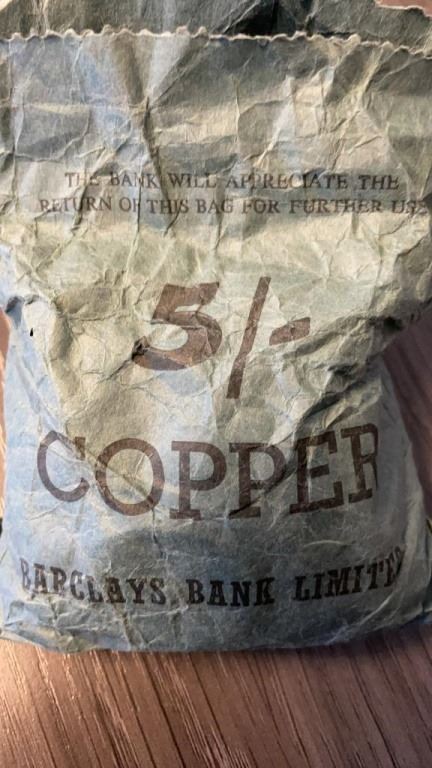 THE BANK WILL APPRECIATE THE
RETURN OF THIS BAG FOR FURTHER USE
5/-
COPPER
BARCLAYS BANK LIMITED